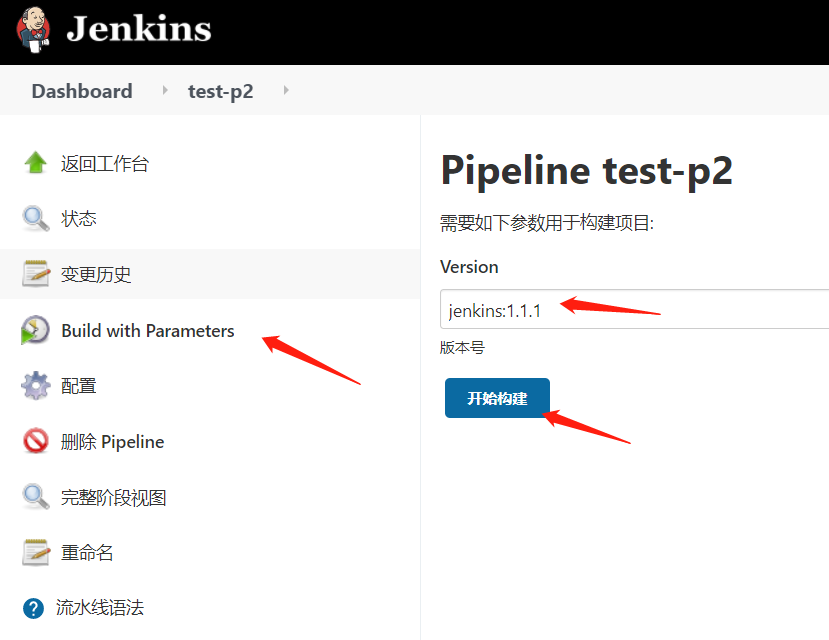 Jenkins
Dashboard
test-p2
返回工作台
状态
变更历史
Build with Parameters
配置
删除 Pipeline
完整阶段视图
重命名
流水线语法
Pipeline test-p2
需要如下参数用于构建项目:
Version
jenkins:1.1.1
版本号
开始构建